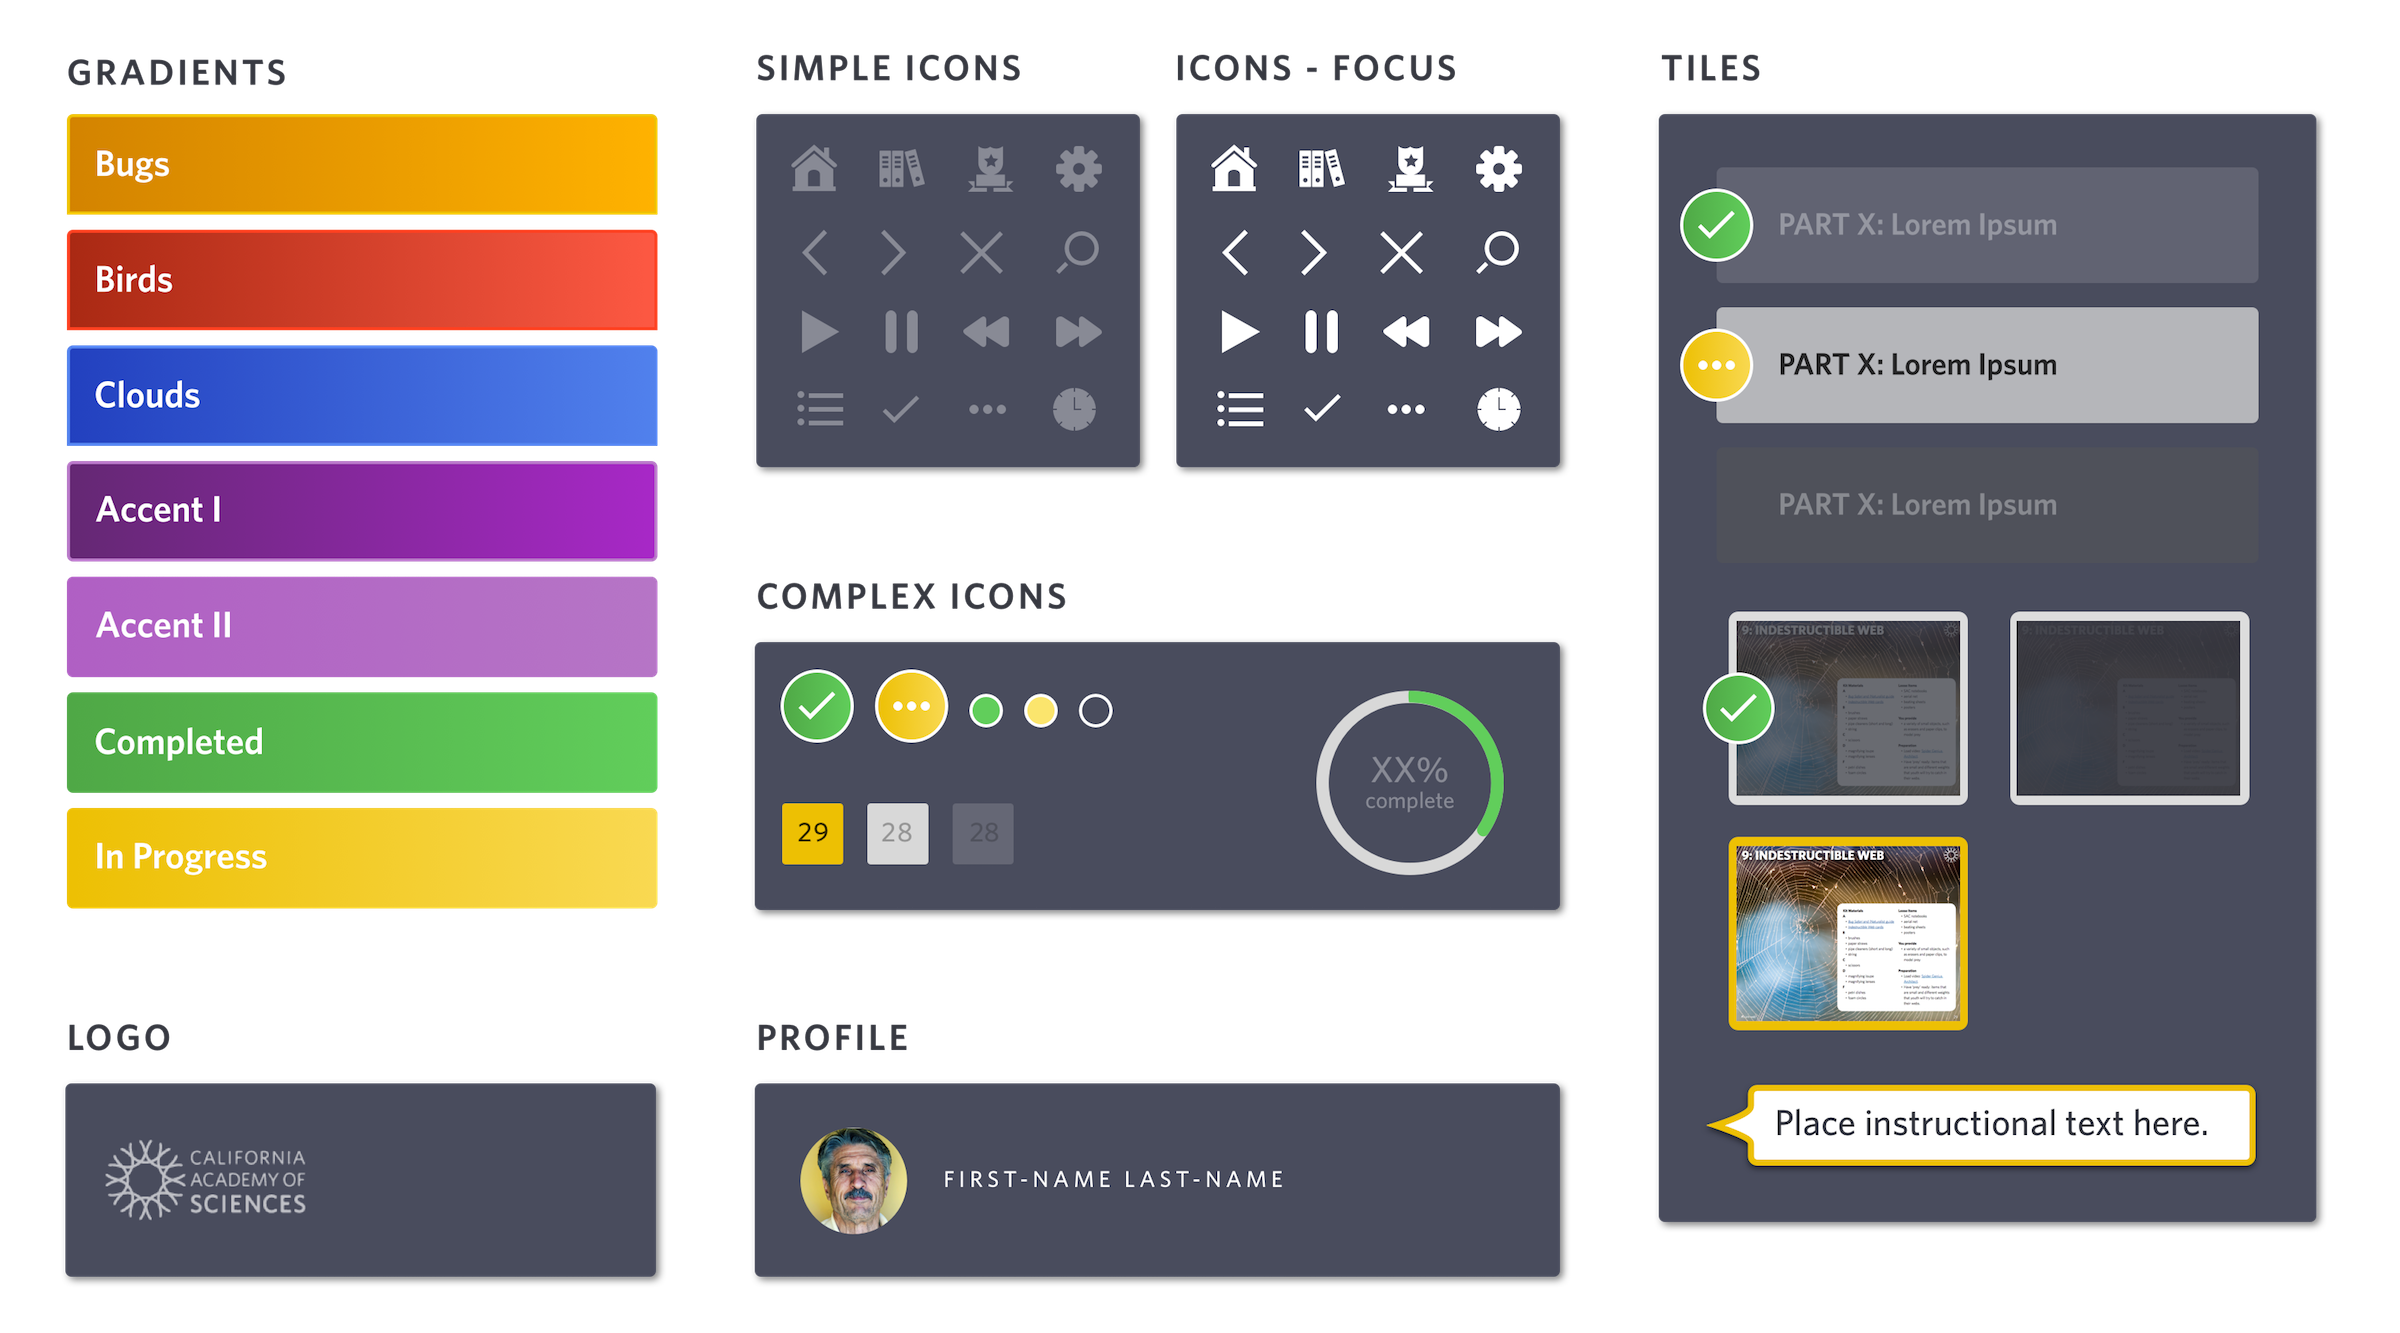 GRADIENTS
Bugs
Birds
Clouds
Accent I
Accent II
Completed
In Progress
LOGO
CALIFORNIA
ACADEMY OF
SCIENCES
SIMPLE ICONS
ICONS - FOCUS
COMPLEX ICONS
29
28
28
XX%
complete
PROFILE
FIRST-NAME LAST-NAME
TILES
PART X: Lorem Ipsum
PART X: Lorem Ipsum
PART X: Lorem Ipsum
9: INDESTRUCTIBLE WEB
9: INDESTRUCTIBLE WEB
9: INDESTRUCTIBLE WEB
Place instructional text here.